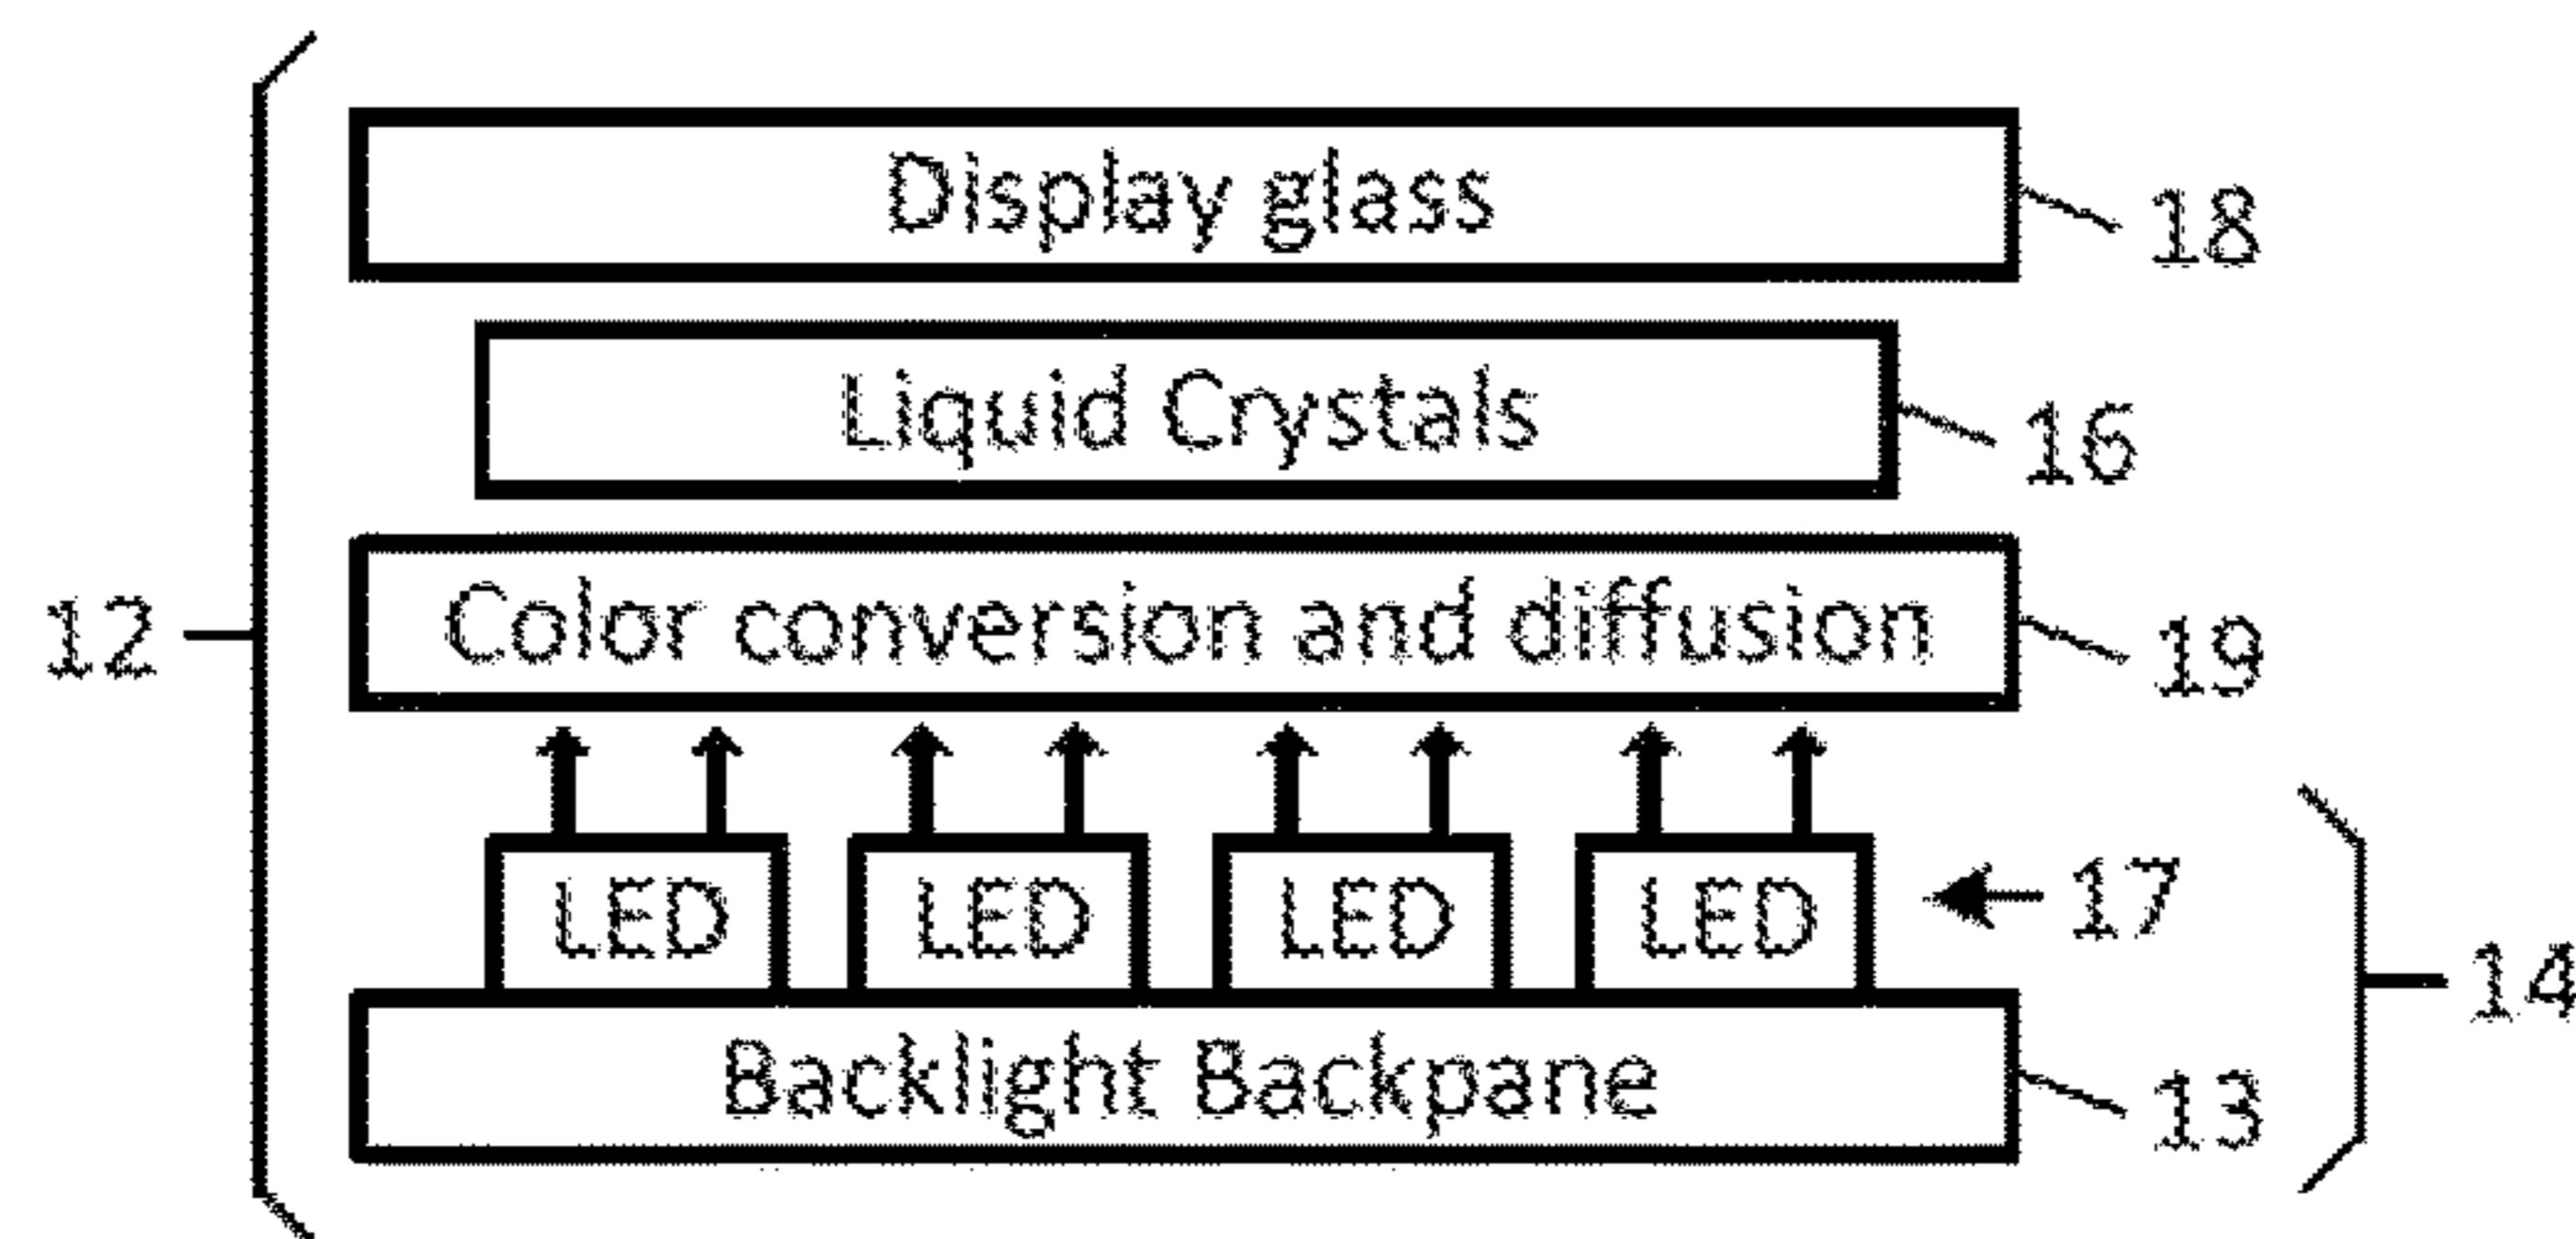 Display glass
18
Liquid Crystals
16
12
Color conversion and diffusion
19
LED LED LED LED
17
14
Backlight Backpane
13